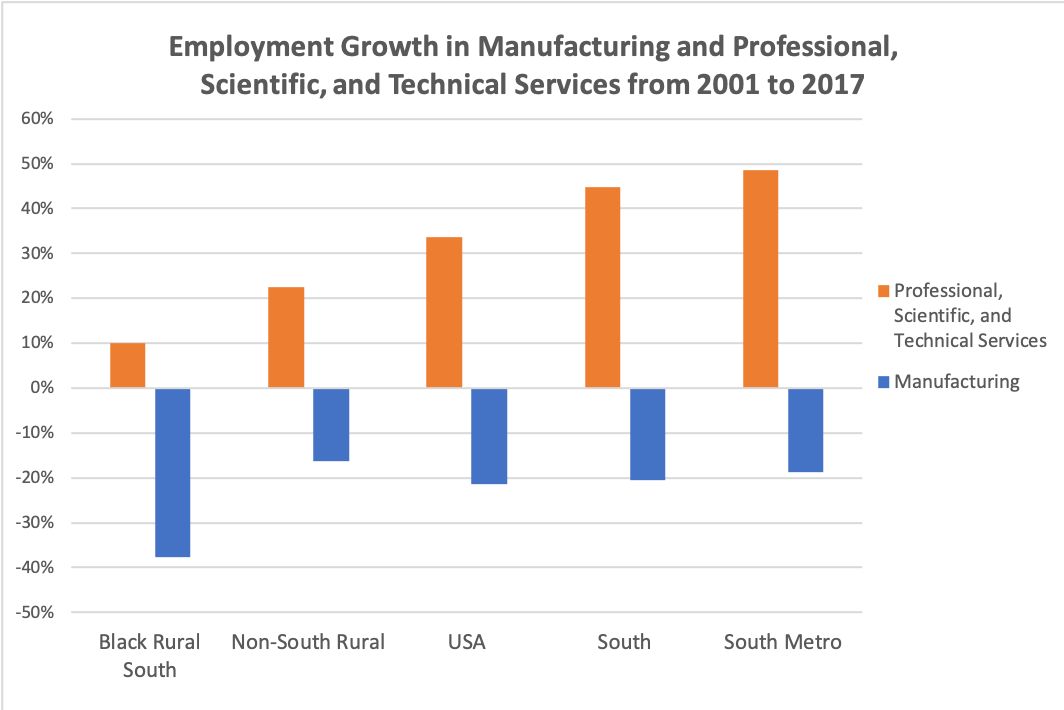 Employment Growth in Manufacturing and Professional,
Scientific, and Technical Services from 2001 to 2017
60%
50%
40%
30%
20%
10%
0%
-10%
-20%
-30%
-40%
-50%
Black Rural
South
Non-South Rural
USA
South
South Metro
Professional,
Scientific, and
Technical Services
Manufacturing